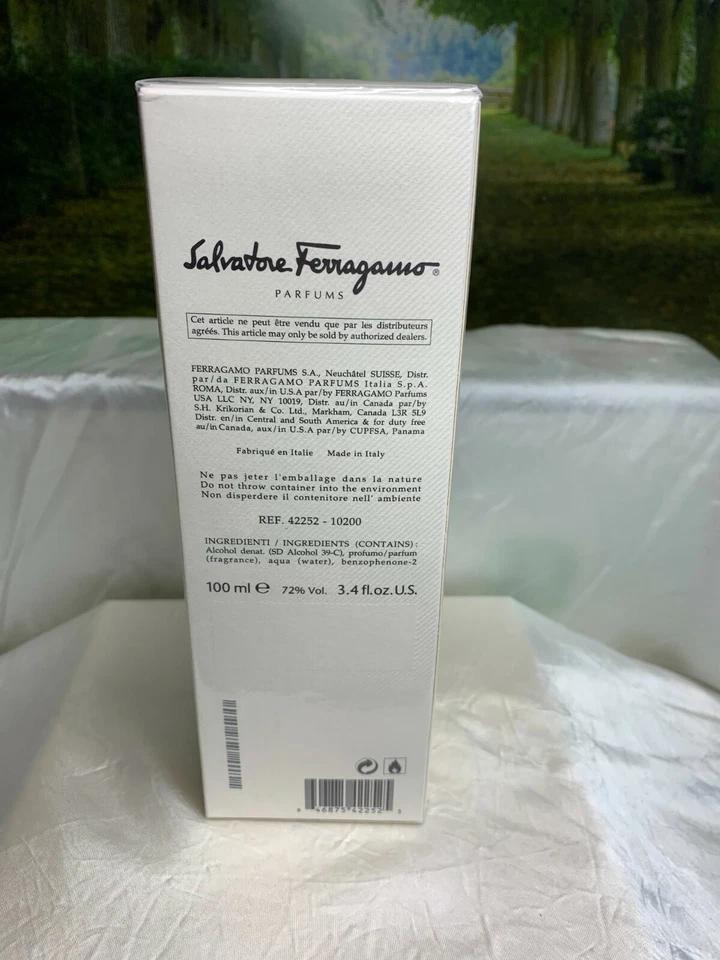 Salvatore Ferragamo®
PARFUMS
Cet article ne peut être vendu que par les distributeurs
agréés. This article may only be sold by authorized dealers.
FERRAGAMO PARFUMS S.A., Neuchâtel SUISSE, Distr.
par/da FERRAGAMO PARFUMS Italia S.p.A.
ROMA, Distr. aux/in U.S.A par/by FERRAGAMO Parfums
USA LLC NY, NY 10019, Distr. au/in Canada par/by
S.H. Krikorian & Co. Ltd., Markham, Canada L3R 5L9
Distr. en/in Central and South America & for duty free
au/in Canada, aux/in U.S.A par/by CUPFSA, Panama
Fabriqué en Italie Made in Italy
Ne pas jeter l'emballage dans la nature
Do not throw container into the environment
Non disperdere il contenitore nell' ambiente
REF. 42252 - 10200
INGREDIENTI / INGREDIENTS (CONTAINS):
Alcohol denat. (SD Alcohol 39-C), profumo/parfum
(fragrance), aqua (water), benzophenone-2
100 ml ℮ 72% Vol. 3.4 fl.oz.U.S.
46875 42252